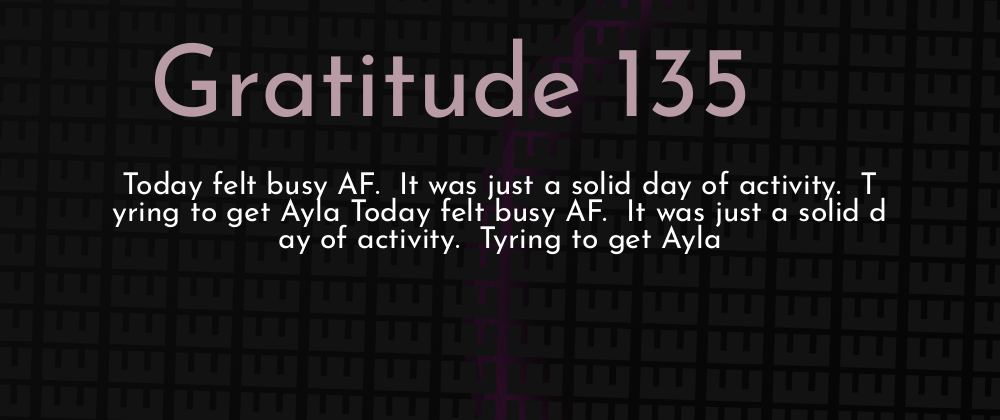 Gratitude 135
Today felt busy AF.  It was just a solid day of activity.  T
yring to get Ayla Today felt busy AF.  It was just a solid d
ay of activity.  Tyring to get Ayla